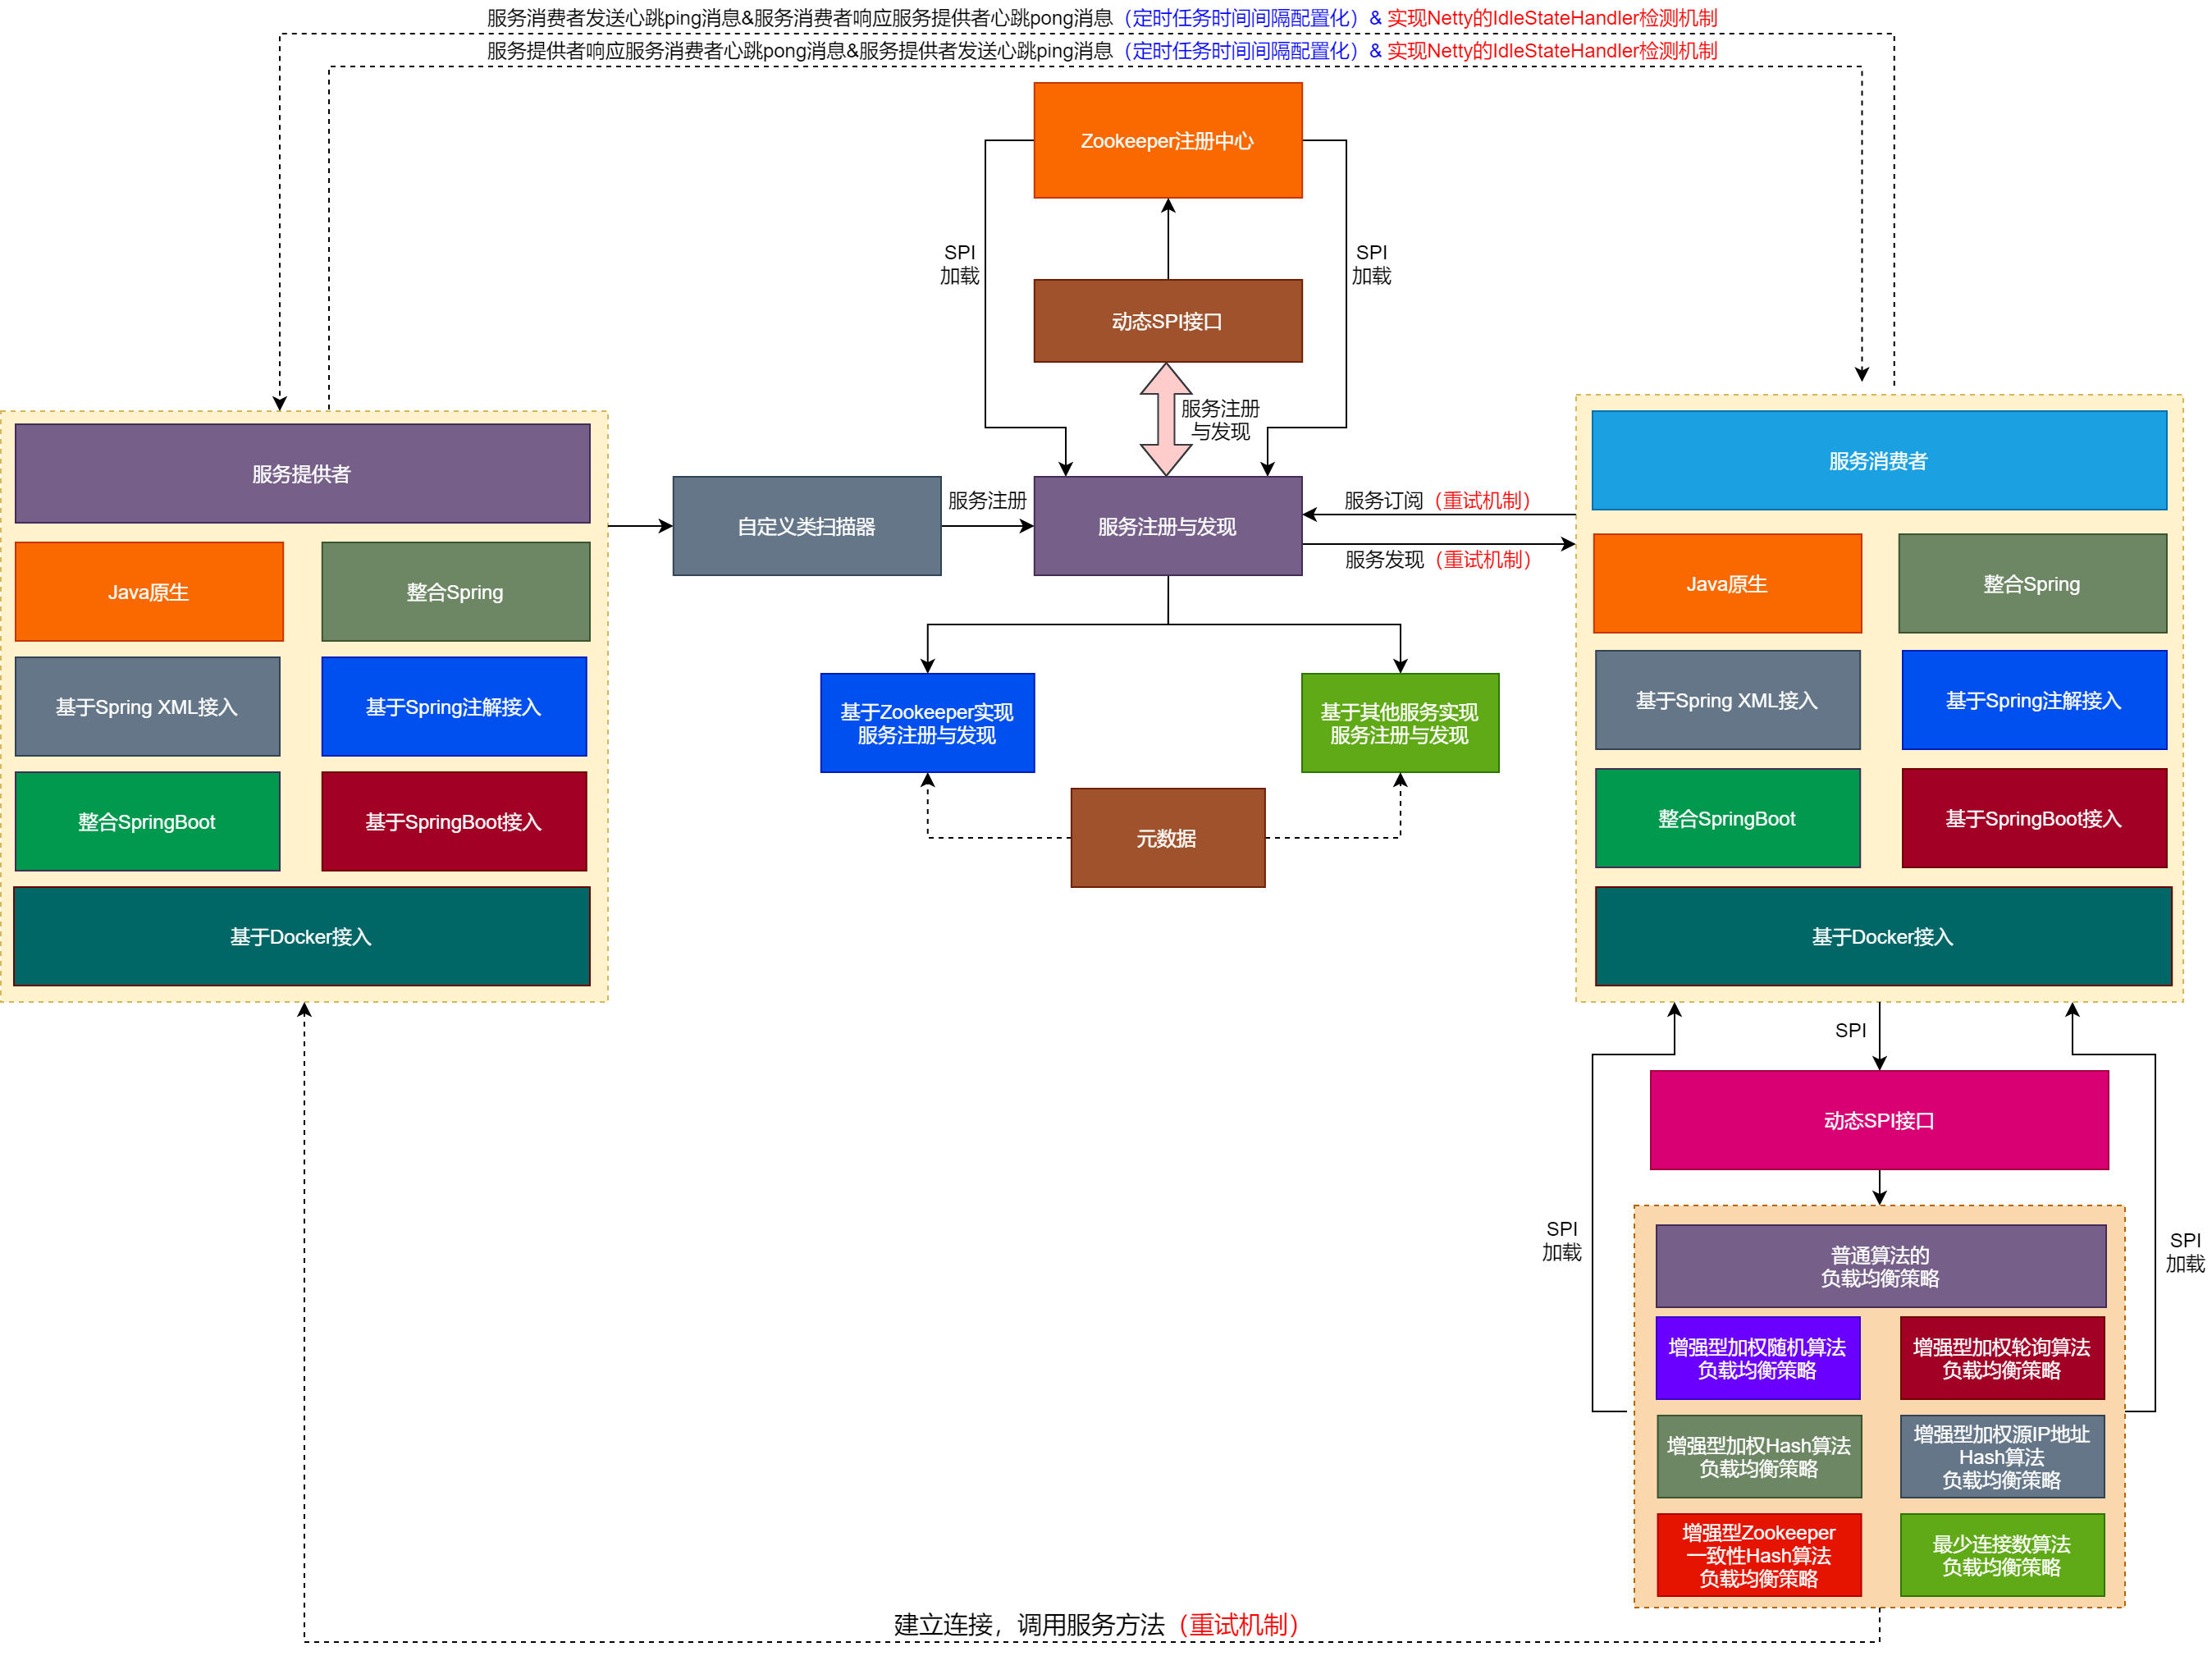 服务消费者发送心跳ping消息&服务消费者响应服务提供者心跳pong消息（定时任务时间间隔配置化）& 实现Netty的IdleStateHandler检测机制
服务提供者响应服务消费者心跳pong消息&服务提供者发送心跳ping消息（定时任务时间间隔配置化）& 实现Netty的IdleStateHandler检测机制
Zookeeper注册中心
SPI
加载
SPI
加载
动态SPI接口
服务注册
与发现
服务提供者
Java原生
整合Spring
基于Spring XML接入
基于Spring注解接入
整合SpringBoot
基于SpringBoot接入
基于Docker接入
自定义类扫描器
服务注册
服务注册与发现
服务订阅（重试机制）
服务发现（重试机制）
基于Zookeeper实现
服务注册与发现
基于其他服务实现
服务注册与发现
元数据
服务消费者
Java原生
整合Spring
基于Spring XML接入
基于Spring注解接入
整合SpringBoot
基于SpringBoot接入
基于Docker接入
SPI
动态SPI接口
SPI
加载
SPI
加载
普通算法的
负载均衡策略
增强型加权随机算法
负载均衡策略
增强型加权轮询算法
负载均衡策略
增强型加权Hash算法
负载均衡策略
增强型加权源IP地址
Hash算法
负载均衡策略
增强型Zookeeper
一致性Hash算法
负载均衡策略
最少连接数算法
负载均衡策略
建立连接，调用服务方法（重试机制）